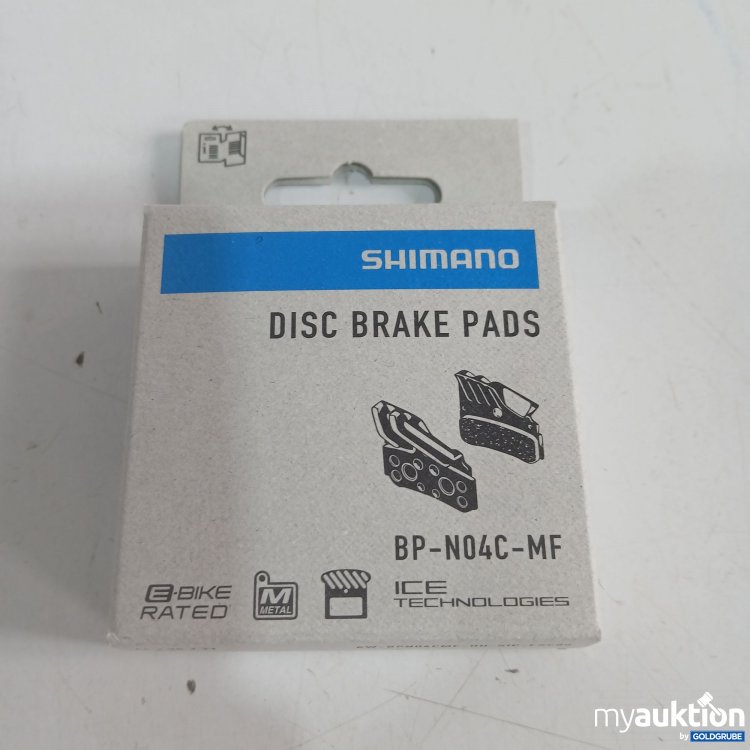 SHIMANO
DISC BRAKE PADS
BP-N04C-MF
E-BIKE
RATED
M
METAL
ICE
TECHNOLOGIES
myauktion
by GOLDGRUBE